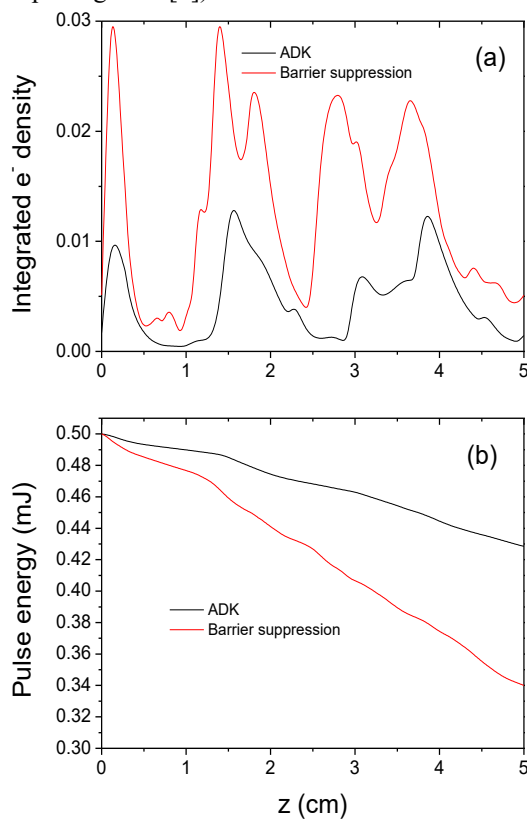 0.03
(a)
ADK
Barrier suppression
0.02
0.01
0.00
Integrated e⁻ density
0 1 2 3 4 5
0.50
(b)
0.48
0.46
0.44
0.42
0.40
ADK
0.38
Barrier suppression
0.36
0.34
0.32
0.30
Pulse energy (mJ)
0 1 2 3 4 5
z (cm)